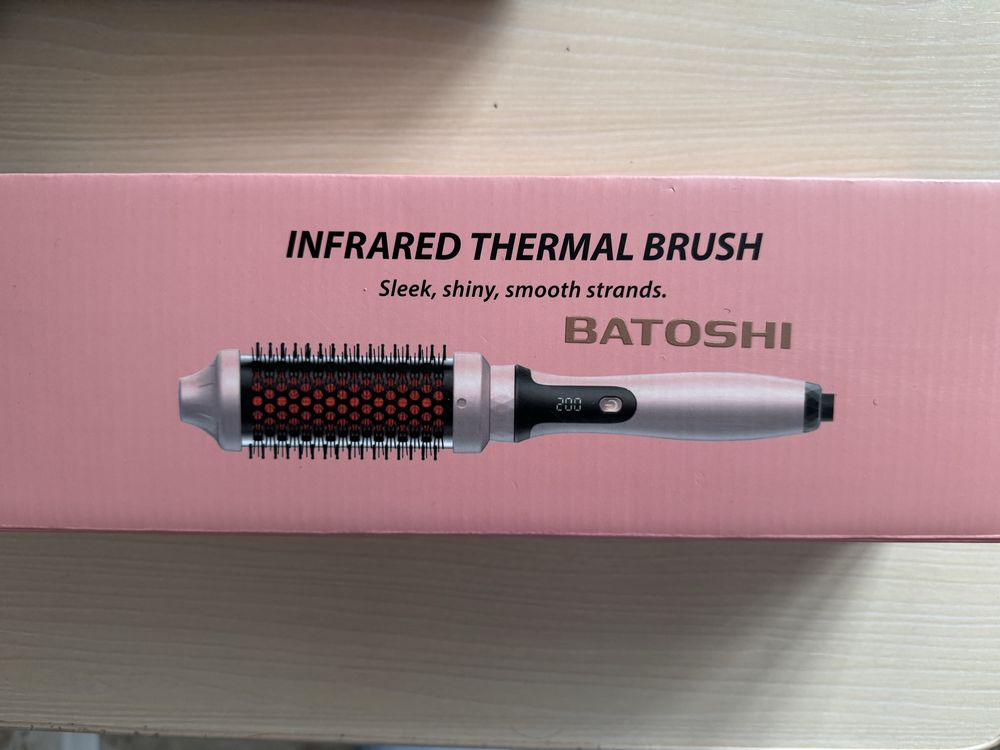 INFRARED THERMAL BRUSH
Sleek, shiny, smooth strands.
BATOSHI
200